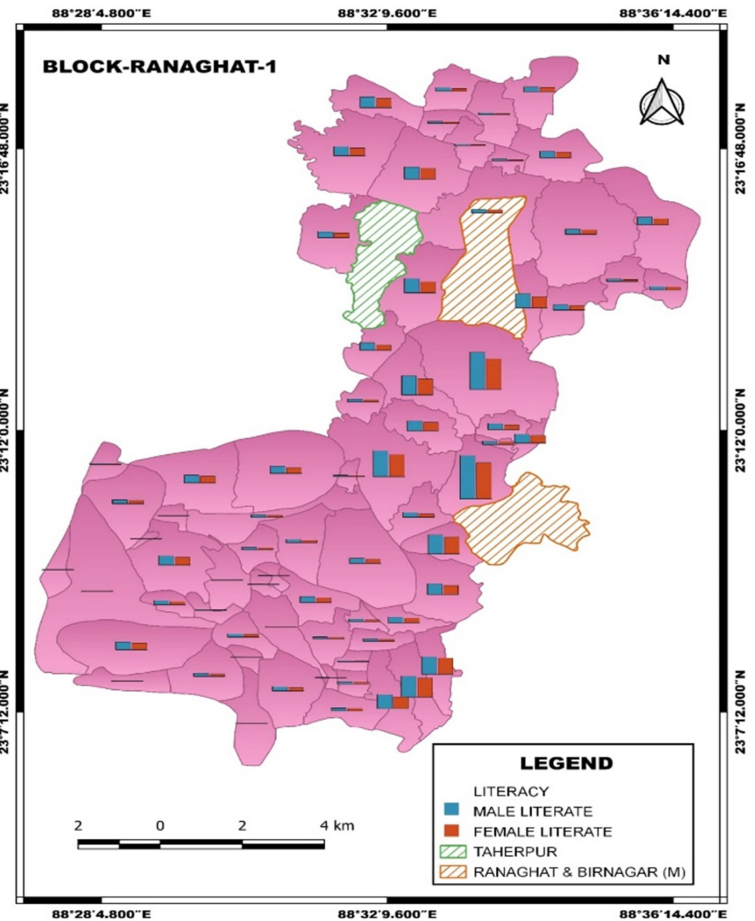 88°28'4.800"E 88°32'9.600"E 88°36'14.400"E
BLOCK-RANAGHAT-1
N
23°16'48.000"N 23°16'48.000"N
23°12'0.000"N 23°12'0.000"N
23°7'12.000"N 23°7'12.000"N
LEGEND
LITERACY
MALE LITERATE
FEMALE LITERATE
TAHERPUR
RANAGHAT & BIRNAGAR (M)
2 0 2 4 km
88°28'4.800"E 88°32'9.600"E 88°36'14.400"E